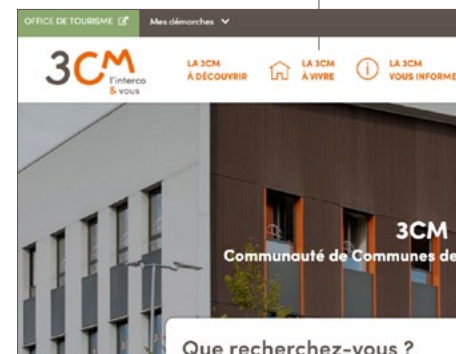 OFFICE DE TOURISME
Mes démarches
3CM
l'interco
& vous
LA 3CM
À DÉCOUVRIR
LA 3CM
À VIVRE
LA 3CM
VOUS INFORME
3CM
Communauté de Communes de
Que recherchez-vous ?